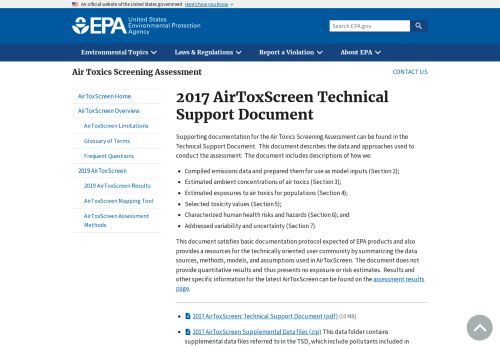 An official website of the United States government Here's how you know
EPA United States
Environmental Protection
Agency
Search EPA.gov
Environmental Topics Laws & Regulations Report a Violation About EPA
Air Toxics Screening Assessment CONTACT US
AirToxScreen Home
AirToxScreen Overview
AirToxScreen Limitations
Glossary of Terms
Frequent Questions
2019 AirToxScreen
2019 AirToxScreen Results
AirToxScreen Mapping Tool
AirToxScreen Assessment
Methods
2017 AirToxScreen Technical
Support Document
Supporting documentation for the Air Toxics Screening Assessment can be found in the
Technical Support Document. This document describes the data and approaches used to
conduct the assessment. The document includes descriptions of how we:
• Compiled emissions data and prepared them for use as model inputs (Section 2);
• Estimated ambient concentrations of air toxics (Section 3);
• Estimated exposures to air toxics for populations (Section 4);
• Selected toxicity values (Section 5);
• Characterized human health risks and hazards (Section 6); and
• Addressed variability and uncertainty (Section 7).
This document satisfies basic documentation protocol expected of EPA products and also
provides a resources for the technically oriented user community by summarizing the data
sources, methods, models, and assumptions used in AirToxScreen. The document does not
provide quantitative results and thus presents no exposure or risk estimates. Results and
other specific information for the latest AirToxScreen can be found on the assessment results
page.
• 2017 AirToxScreen: Technical Support Document (pdf) (10 MB)
• 2017 AirToxScreen Supplemental Data files (zip) This data folder contains
supplemental data files referred to in the TSD, which include pollutants included in